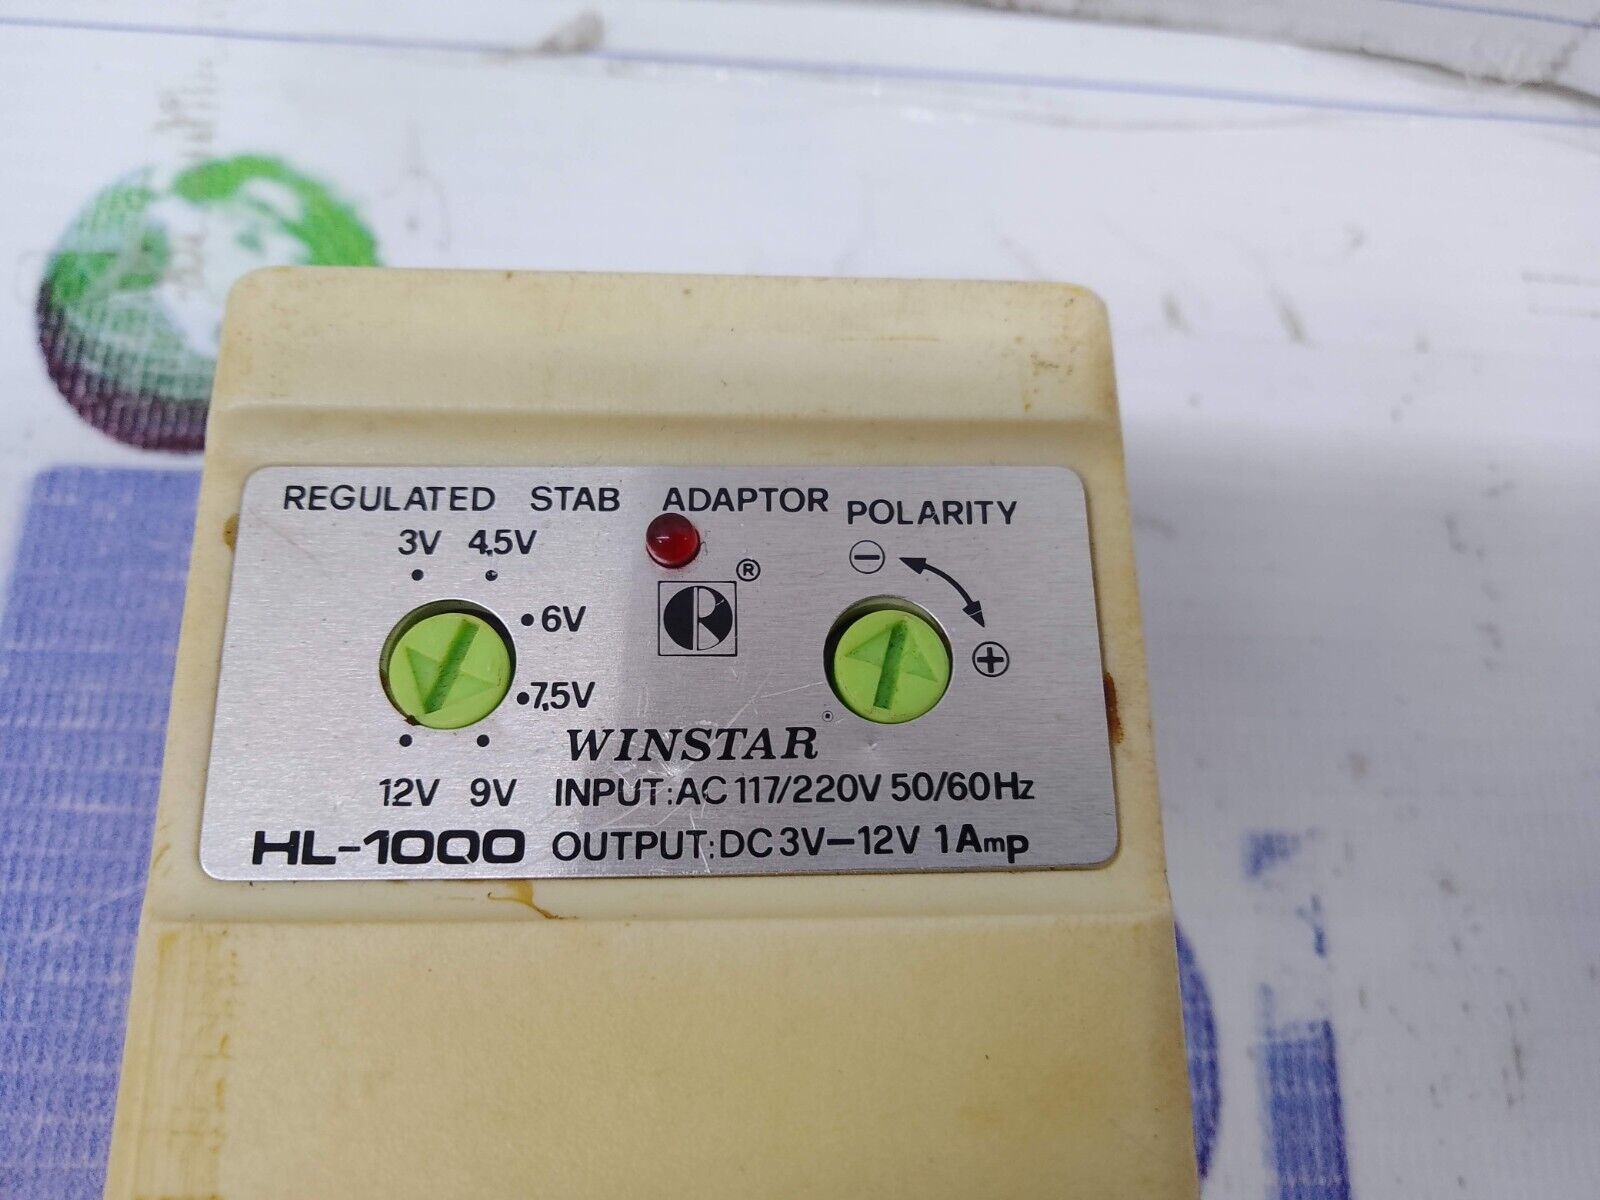 REGULATED STAB ADAPTOR
POLARITY
3V 4.5V
6V
7.5V
12V 9V
− +
R ®
WINSTAR ®
INPUT:AC 117/220V 50/60Hz
HL-1000 OUTPUT:DC 3V—12V 1Amp